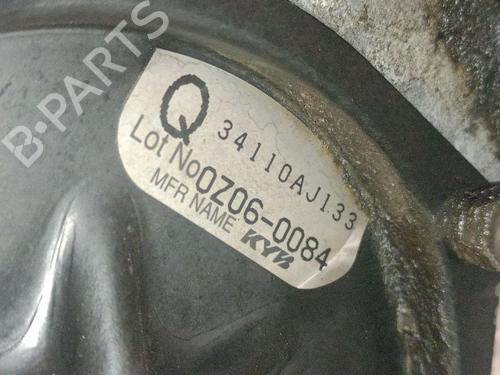 B-PARTS
Q 34110AJ133
Lot No0Z06-0084
MFR NAME KYB